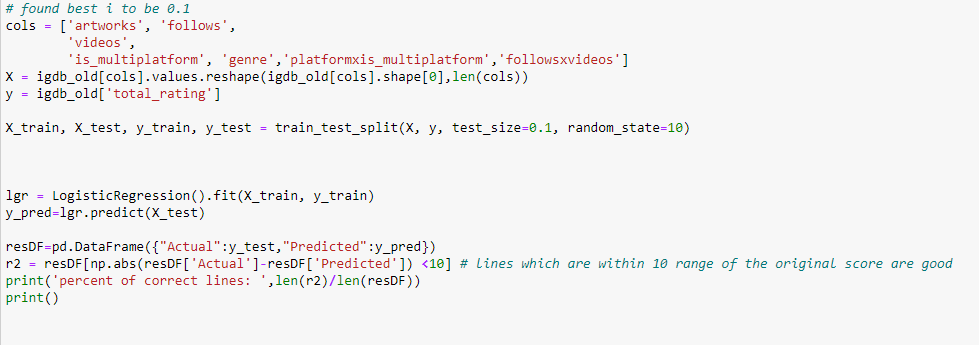 # found best i to be 0.1
cols = ['artworks', 'follows',
'videos',
'is_multiplatform', 'genre','platformxis_multiplatform','followsxvideos']
X = igdb_old[cols].values.reshape(igdb_old[cols].shape[0],len(cols))
y = igdb_old['total_rating']
X_train, X_test, y_train, y_test = train_test_split(X, y, test_size=0.1, random_state=10)
lgr = LogisticRegression().fit(X_train, y_train)
y_pred=lgr.predict(X_test)
resDF=pd.DataFrame({"Actual":y_test,"Predicted":y_pred})
r2 = resDF[np.abs(resDF['Actual']-resDF['Predicted']) <10] # lines which are within 10 range of the original score are good
print('percent of correct lines: ',len(r2)/len(resDF))
print()